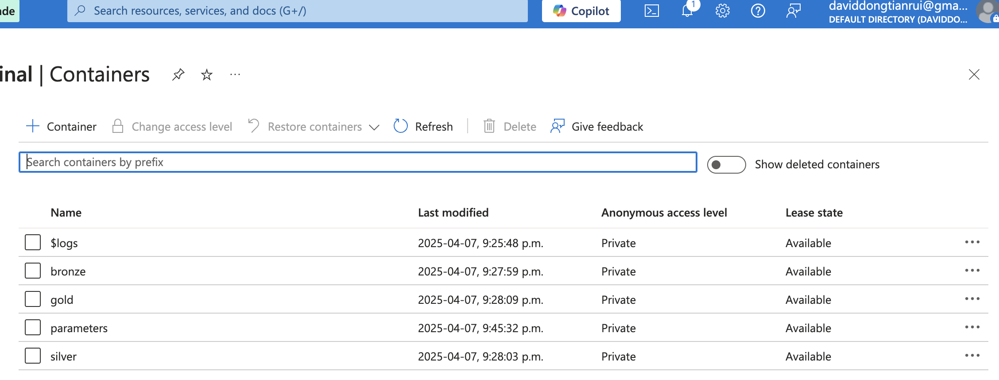 de
Search resources, services, and docs (G+/)
Copilot
1
daviddongtianrui@gma...
DEFAULT DIRECTORY (DAVIDDO...
inal | Containers
Container
Change access level
Restore containers
Refresh
Delete
Give feedback
Search containers by prefix
Show deleted containers
Name Last modified Anonymous access level Lease state
$logs 2025-04-07, 9:25:48 p.m. Private Available
bronze 2025-04-07, 9:27:59 p.m. Private Available
gold 2025-04-07, 9:28:09 p.m. Private Available
parameters 2025-04-07, 9:45:32 p.m. Private Available
silver 2025-04-07, 9:28:03 p.m. Private Available